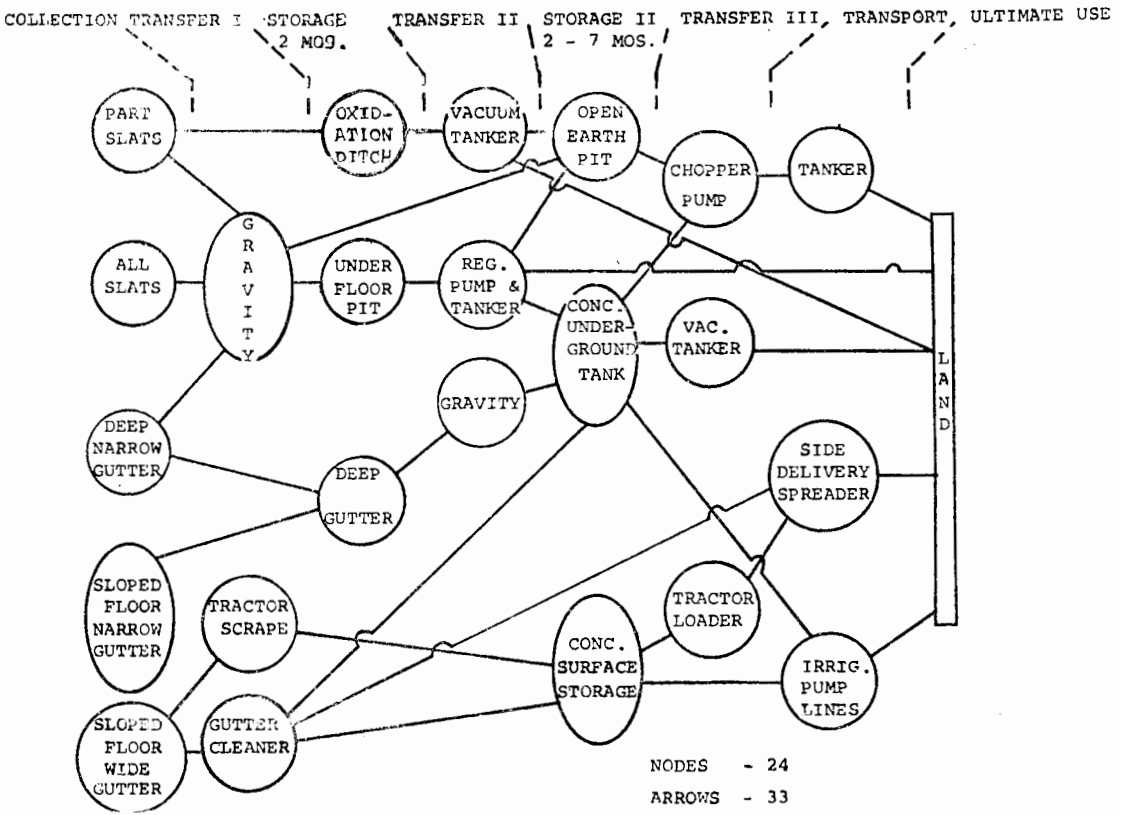 COLLECTION TRANSFER I STORAGE TRANSFER II STORAGE II TRANSFER III, TRANSPORT, ULTIMATE USE
2 MOS. 2 - 7 MOS.
PART
SLATS
OXID-
ATION
DITCH
VACUUM
TANKER
OPEN
EARTH
PIT
CHOPPER
PUMP
TANKER
GRAVITY
ALL
SLATS
UNDER
FLOOR
PIT
REG.
PUMP &
TANKER
CONC.
UNDER-
GROUND
TANK
VAC.
TANKER
LAND
GRAVITY
DEEP
NARROW
GUTTER
DEEP
GUTTER
SIDE
DELIVERY
SPREADER
SLOPED
FLOOR
NARROW
GUTTER
TRACTOR
SCRAPE
TRACTOR
LOADER
CONC.
SURFACE
STORAGE
IRRIG.
PUMP
LINES
SLOPED
FLOOR
WIDE
GUTTER
GUTTER
CLEANER
NODES - 24
ARROWS - 33